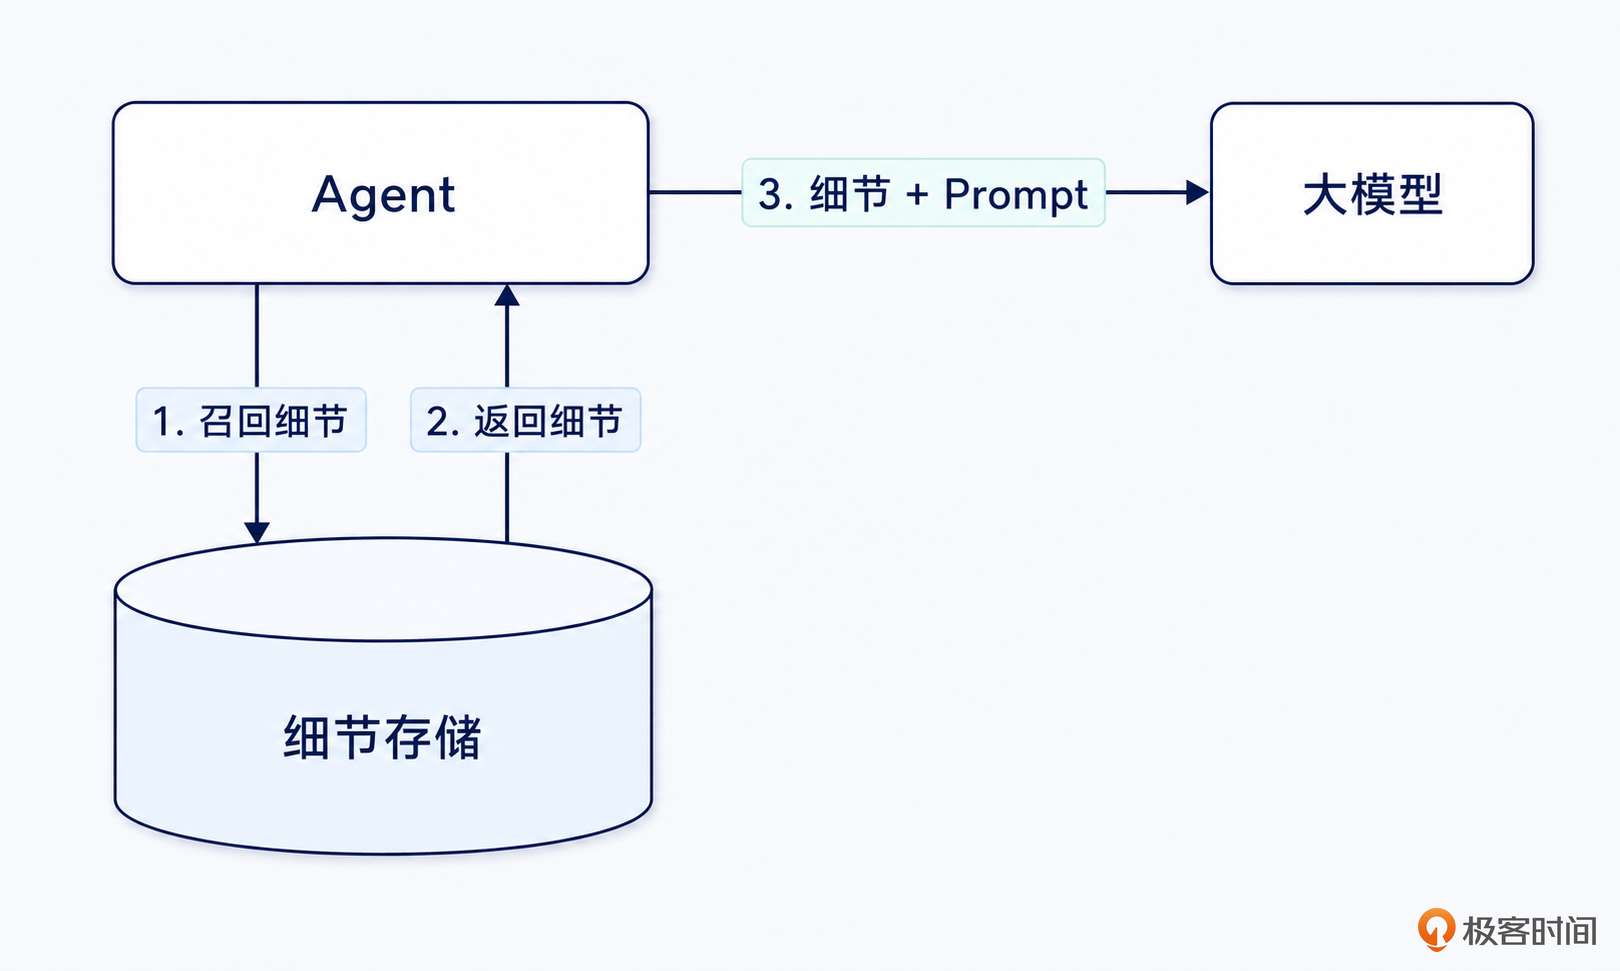 Agent
3. 细节 + Prompt
大模型
1. 召回细节
2. 返回细节
细节存储
极客时间